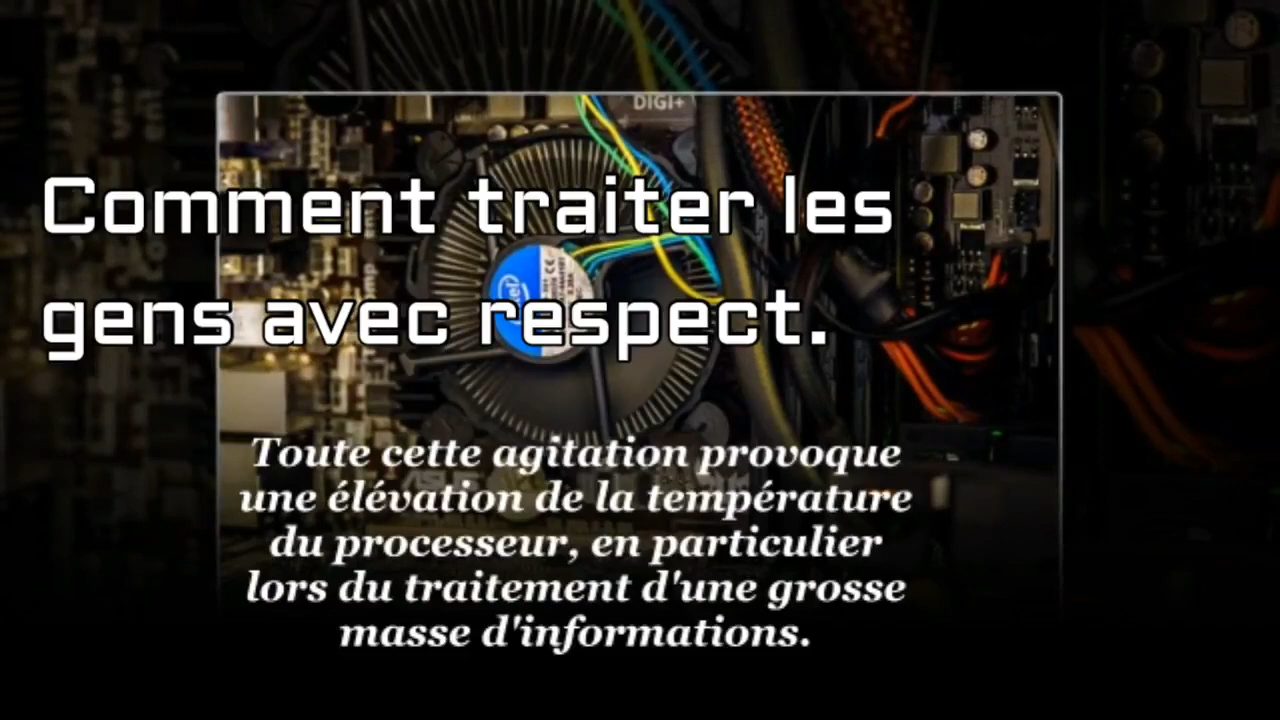 DIGI+
Comment traiter les
gens avec respect.
Toute cette agitation provoque
une élévation de la température
du processeur, en particulier
lors du traitement d'une grosse
masse d'informations.